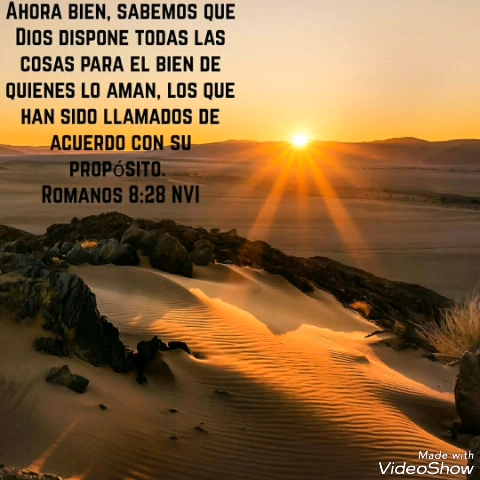 Ahora bien, sabemos que
Dios dispone todas las
cosas para el bien de
quienes lo aman, los que
han sido llamados de
acuerdo con su
propósito.
Romanos 8:28 NVI
Made with
VideoShow